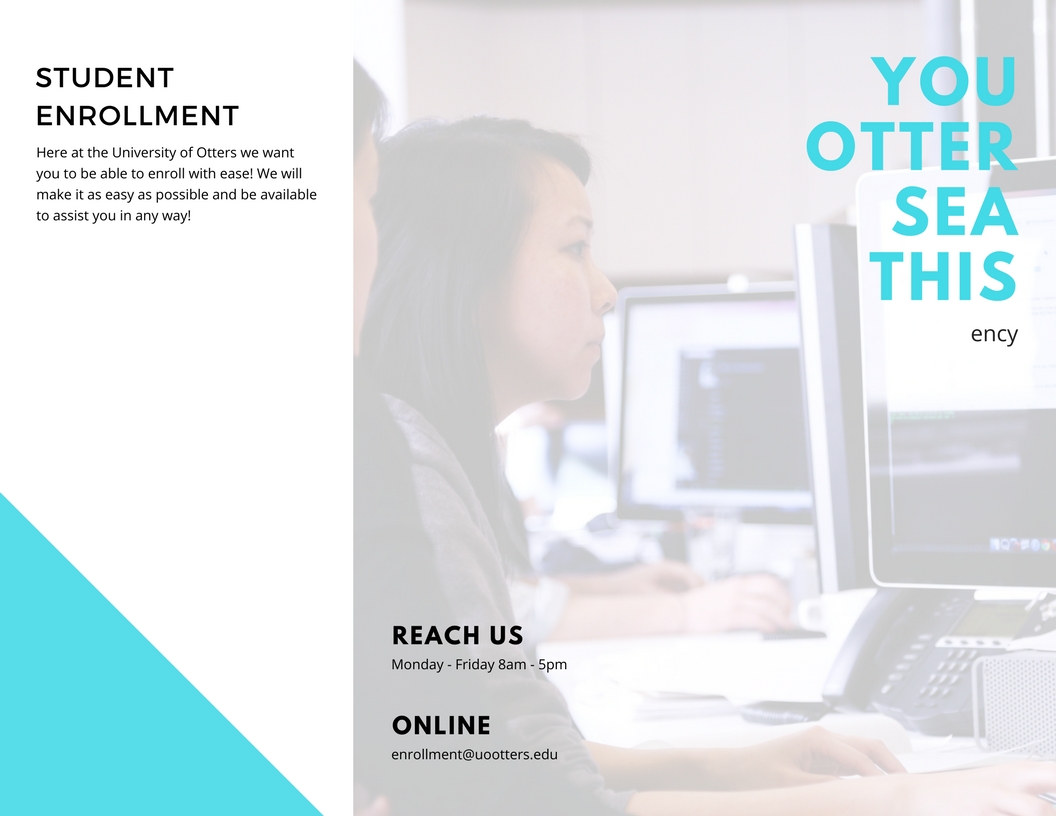 STUDENT
ENROLLMENT
Here at the University of Otters we want
you to be able to enroll with ease! We will
make it as easy as possible and be available
to assist you in any way!
YOU
OTTER
SEA
THIS
ency
REACH US
Monday - Friday 8am - 5pm
ONLINE
enrollment@uootters.edu